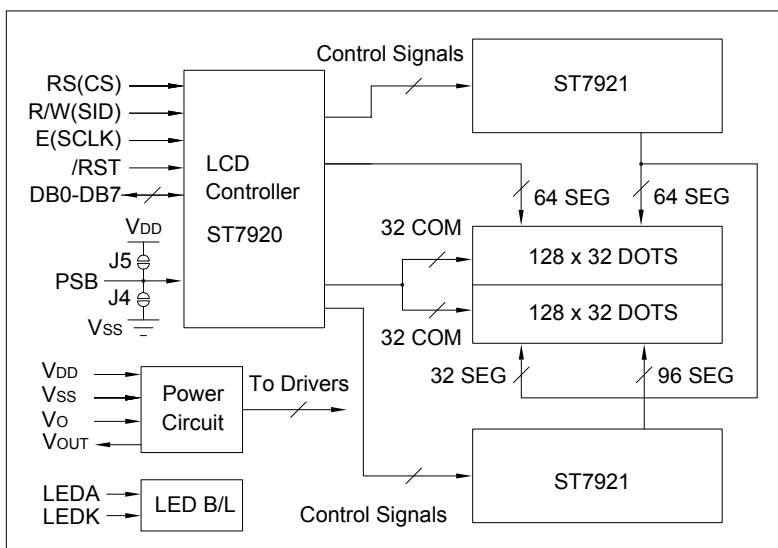 Control Signals
ST7921
RS(CS)
R/W(SID)
E(SCLK)
/RST
DB0-DB7
LCD
Controller
ST7920
64 SEG
64 SEG
VDD
J5
PSB
J4
VSS
32 COM
128 x 32 DOTS
128 x 32 DOTS
32 COM
32 SEG
96 SEG
VDD
VSS
VO
VOUT
Power
Circuit
To Drivers
LEDA
LEDK
LED B/L
Control Signals
ST7921